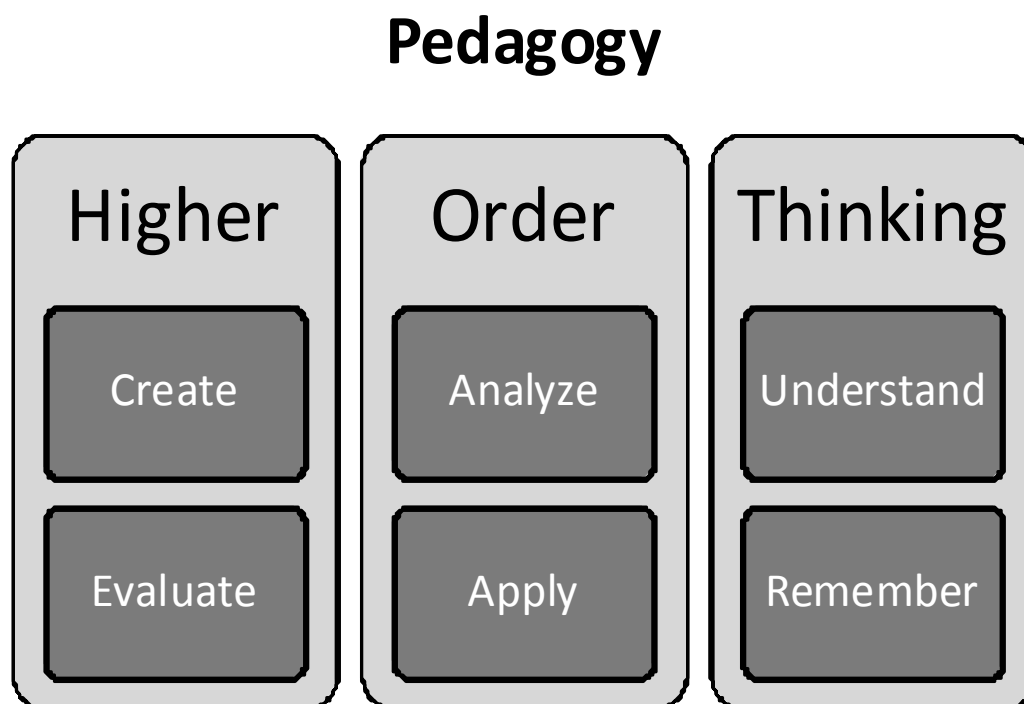 Pedagogy
Higher
Create
Evaluate
Order
Analyze
Apply
Thinking
Understand
Remember